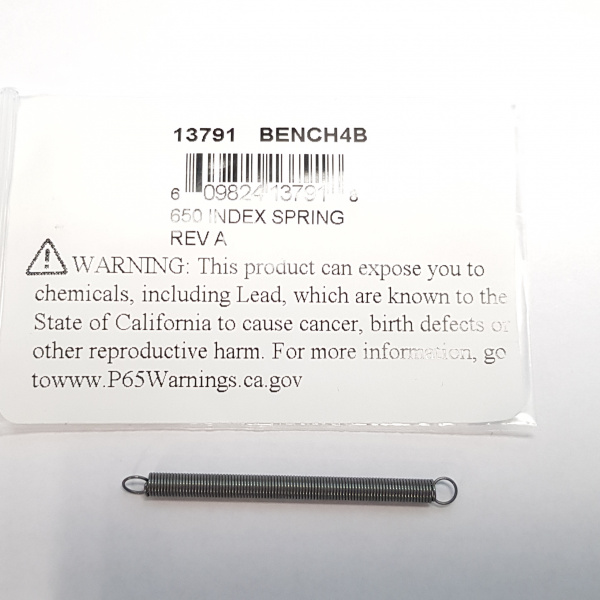 13791 BENCH4B
6 09824 13791 8
650 INDEX SPRING
REV A
WARNING: This product can expose you to
chemicals, including Lead, which are known to the
State of California to cause cancer, birth defects or
other reproductive harm. For more information, go
towww.P65Warnings.ca.gov